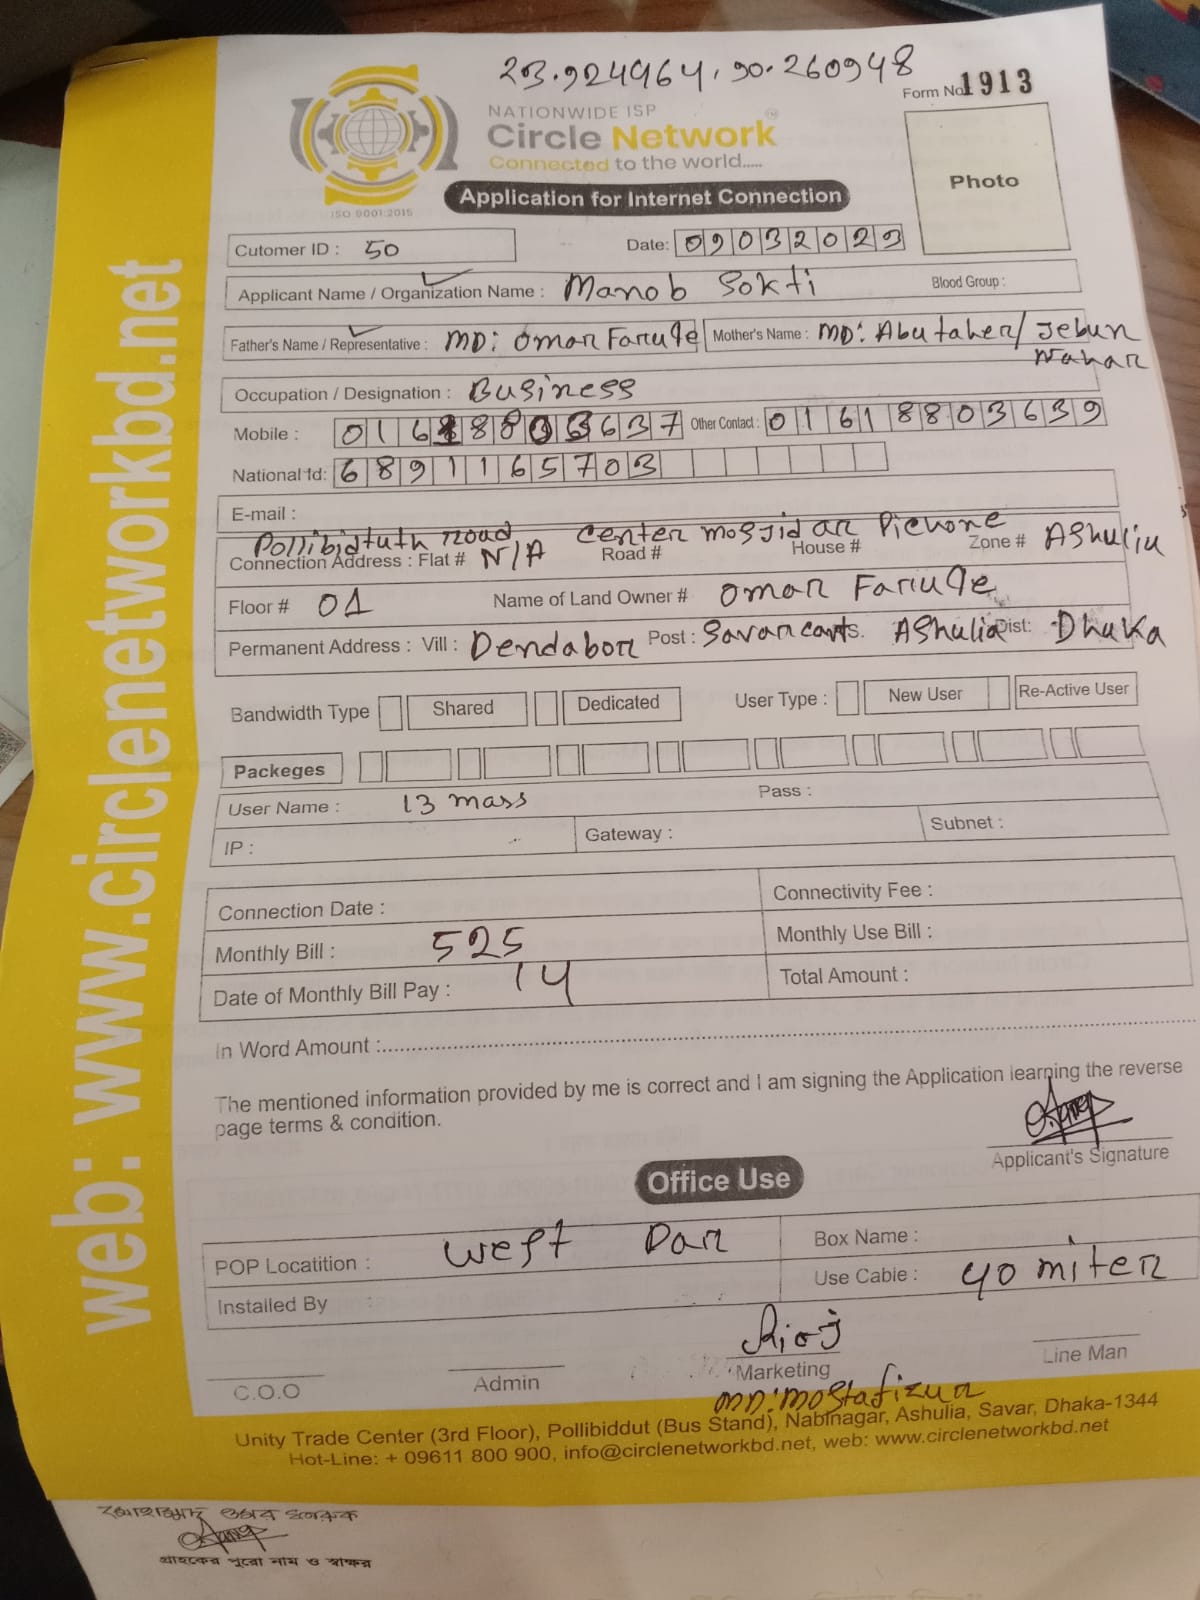 23.924964, 90.260948
Form No. 1913
NATIONWIDE ISP
Circle Network
Connected to the world.....
ISO 9001:2015
Application for Internet Connection
Photo
Cutomer ID : 50
Date: 09032023
Applicant Name / Organization Name : Manob Sokti
Blood Group :
Father's Name / Representative : MD: Omar Faruqe
Mother's Name : MD: Abu taher/ Jebun Nahar
Occupation / Designation : Business
Mobile : 01618803637
Other Contact : 01618803639
National Id: 6891165703
E-mail :
Pollibidtuth Road Center mosjid ar Pichone
Connection Address : Flat # N/A Road # House # Zone # Ashulia
Floor # 01 Name of Land Owner # Omar Faruqe
Permanent Address : Vill : Dendabor Post : Savar cant Ps. Ashulia Dist: Dhaka
Bandwidth Type Shared Dedicated User Type : New User Re-Active User
Packeges
User Name : 13 mass Pass :
IP : Gateway : Subnet :
Connection Date : Connectivity Fee :
Monthly Bill : 525 Monthly Use Bill :
Date of Monthly Bill Pay : 14 Total Amount :
In Word Amount :
The mentioned information provided by me is correct and I am signing the Application learning the reverse
page terms & condition.
Applicant's Signature
Office Use
POP Locatition : West Par Box Name :
Installed By Use Cable : 40 miter
C.O.O Admin Marketing Line Man
MD: Mostafizur
Unity Trade Center (3rd Floor), Pollibiddut (Bus Stand), Nabinagar, Ashulia, Savar, Dhaka-1344
Hot-Line: + 09611 800 900, info@circlenetworkbd.net, web: www.circlenetworkbd.net
web: www.circlenetworkbd.net
মোহাম্মাদ ওমর ফারুক
গ্রাহকের পুরো নাম ও স্বাক্ষর